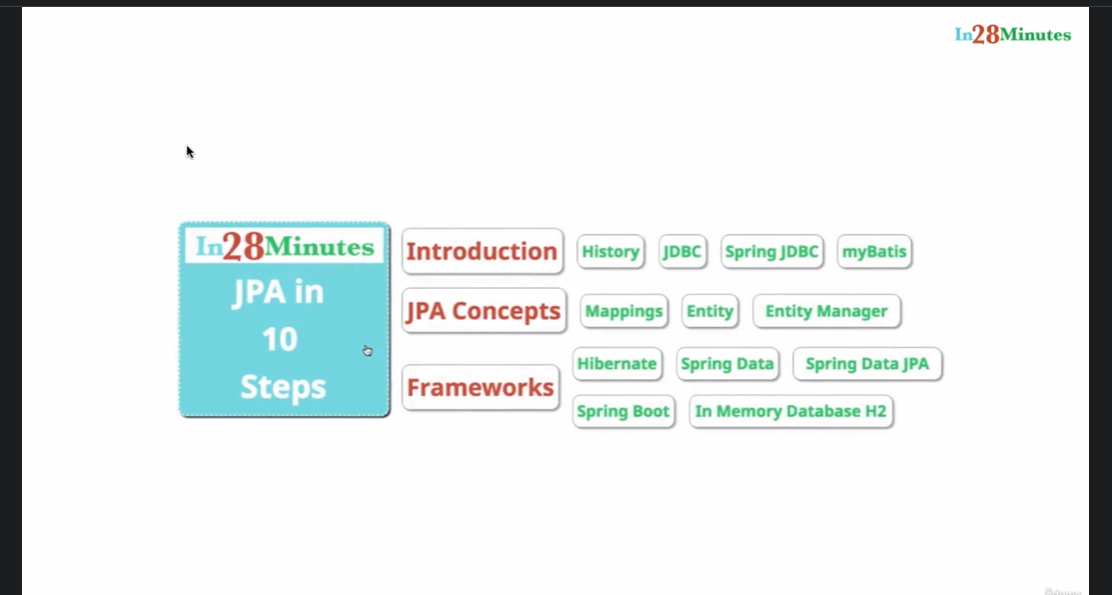 In28Minutes
In28Minutes
JPA in
10
Steps
Introduction
History
JDBC
Spring JDBC
myBatis
JPA Concepts
Mappings
Entity
Entity Manager
Frameworks
Hibernate
Spring Data
Spring Data JPA
Spring Boot
In Memory Database H2